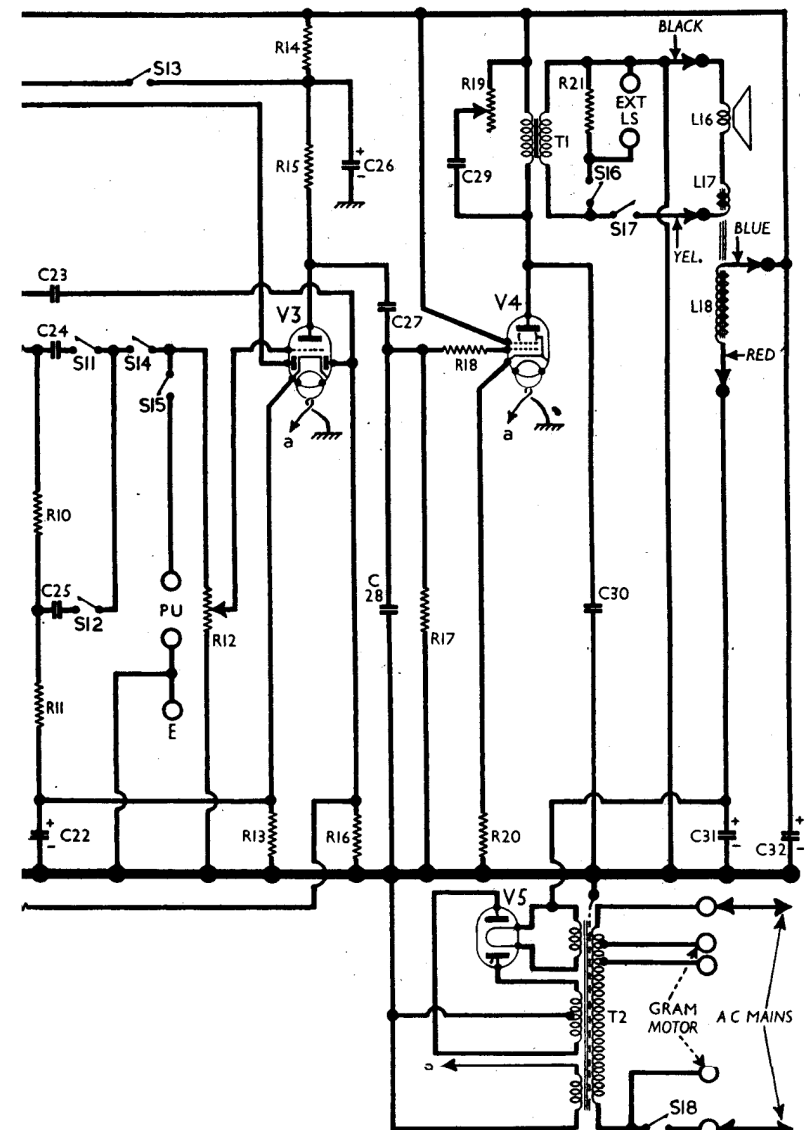 BLACK
R14
S13
R19
R21
EXT
LS
L16
R15
C26
+
-
C29
T1
S16
L17
S17
YEL.
BLUE
C23
V3
C27
V4
L18
C24
S11
S14
R18
RED
S15
a
a
R10
C25
S12
PU
R12
C
28
R17
C30
R11
E
+
-
C22
R13
R16
R20
C31
+
-
C32
+
-
V5
T2
GRAM
MOTOR
A C MAINS
a
S18